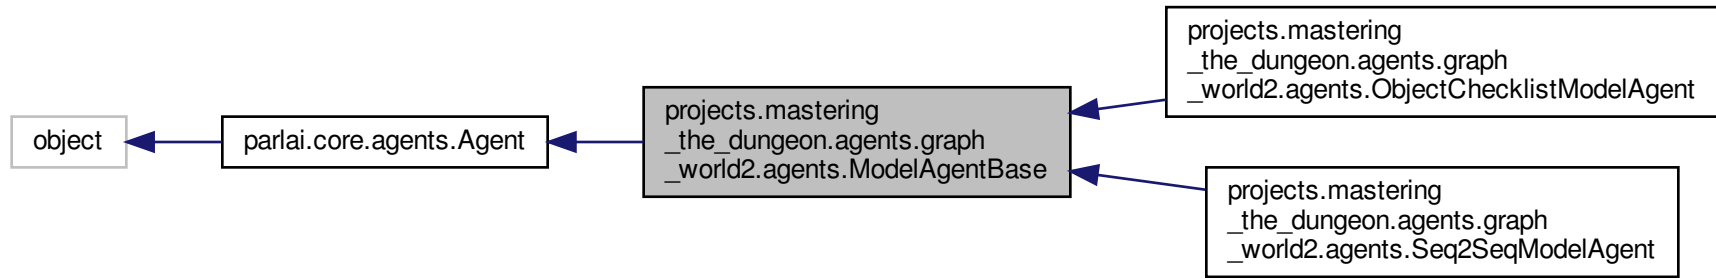 object
parlai.core.agents.Agent
projects.mastering
_the_dungeon.agents.graph
_world2.agents.ModelAgentBase
projects.mastering
_the_dungeon.agents.graph
_world2.agents.ObjectChecklistModelAgent
projects.mastering
_the_dungeon.agents.graph
_world2.agents.Seq2SeqModelAgent